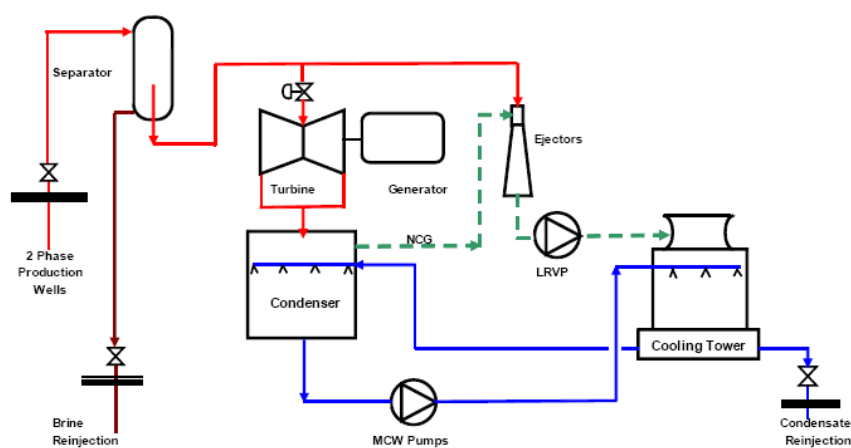 Separator
Ejectors
Turbine
Generator
NCG
2 Phase
Production
Wells
LRVP
Condenser
Cooling Tower
Brine
Reinjection
MCW Pumps
Condensate
Reinjection